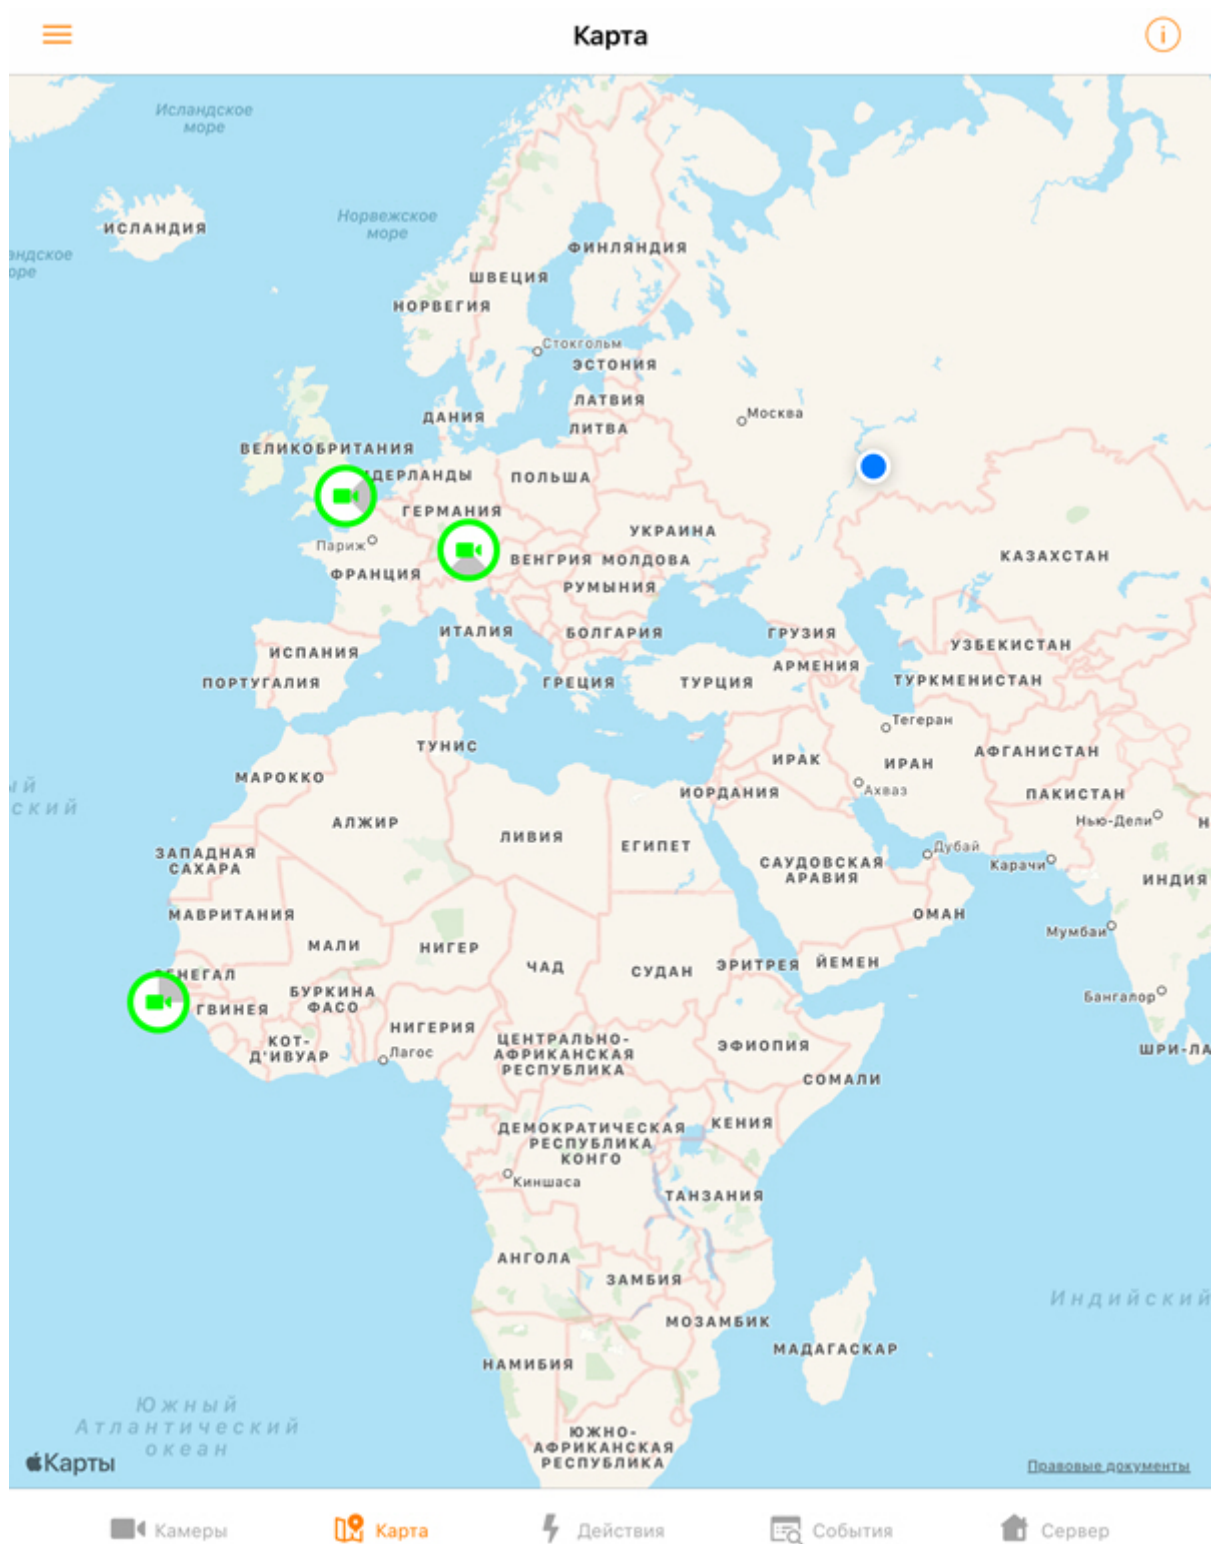 Карта
Исландское
море
ИСЛАНДИЯ
Норвежское
море
ФИНЛЯНДИЯ
ШВЕЦИЯ
НОРВЕГИЯ
Стокгольм
ЭСТОНИЯ
ЛАТВИЯ
ДАНИЯ
Москва
ЛИТВА
ВЕЛИКОБРИТАНИЯ
ДЕРЛАНДЫ
ПОЛЬША
ГЕРМАНИЯ
УКРАИНА
Париж
ВЕНГРИЯ
МОЛДОВА
КАЗАХСТАН
ФРАНЦИЯ
РУМЫНИЯ
ИТАЛИЯ
БОЛГАРИЯ
ГРУЗИЯ
УЗБЕКИСТАН
ИСПАНИЯ
АРМЕНИЯ
ПОРТУГАЛИЯ
ГРЕЦИЯ
ТУРЦИЯ
ТУРКМЕНИСТАН
Тегеран
ТУНИС
АФГАНИСТАН
ИРАК
ИРАН
МАРОККО
ИОРДАНИЯ
Ахваз
ПАКИСТАН
АЛЖИР
Нью-Дели
ЛИВИЯ
ЕГИПЕТ
Дубай
ЗАПАДНАЯ
САХАРА
САУДОВСКАЯ
АРАВИЯ
Карачи
ИНДИЯ
МАВРИТАНИЯ
ОМАН
Мумбаи
МАЛИ
НИГЕР
ЧАД
СУДАН
ЭРИТРЕЯ
ЙЕМЕН
ЕНЕГАЛ
БУРКИНА
ФАСО
Бангалор
ГВИНЕЯ
НИГЕРИЯ
КОТ-
Д'ИВУАР
Лагос
ЦЕНТРАЛЬНО-
АФРИКАНСКАЯ
РЕСПУБЛИКА
ЭФИОПИЯ
ШРИ-ЛА
СОМАЛИ
КЕНИЯ
ДЕМОКРАТИЧЕСКАЯ
РЕСПУБЛИКА
КОНГО
Киншаса
ТАНЗАНИЯ
АНГОЛА
ЗАМБИЯ
Индийский
МОЗАМБИК
МАДАГАСКАР
НАМИБИЯ
Южный
Атлантический
океан
ЮЖНО-
АФРИКАНСКАЯ
РЕСПУБЛИКА
Карты
Правовые документы
Камеры
Карта
Действия
События
Сервер